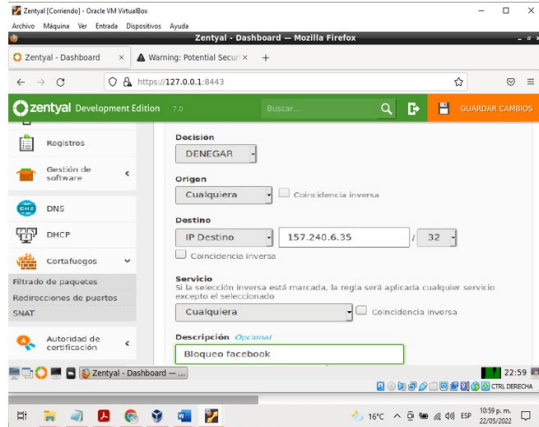 Zentyal [Corriendo] - Oracle VM VirtualBox
Archivo Máquina Ver Entrada Dispositivos Ayuda
Zentyal - Dashboard — Mozilla Firefox
Zentyal - Dashboard
Warning: Potential Securi
https://127.0.0.1:8443
zentyal Development Edition 7.0
Buscar...
GUARDAR CAMBIOS
Registros
Gestión de software
DNS
DHCP
Cortafuegos
Filtrado de paquetes
Redirecciones de puertos
SNAT
Autoridad de certificación
Decisión
DENEGAR
Origen
Cualquiera
Coincidencia inversa
Destino
IP Destino
157.240.6.35
/ 32
Coincidencia inversa
Servicio
Si la selección inversa está marcada, la regla será aplicada cualquier servicio
excepto el seleccionado
Cualquiera
Coincidencia inversa
Descripción Opcional
Bloqueo facebook
Zentyal - Dashboard — ...
22:59
CTRL DERECHA
16°C
ESP
10:59 p. m.
22/05/2022